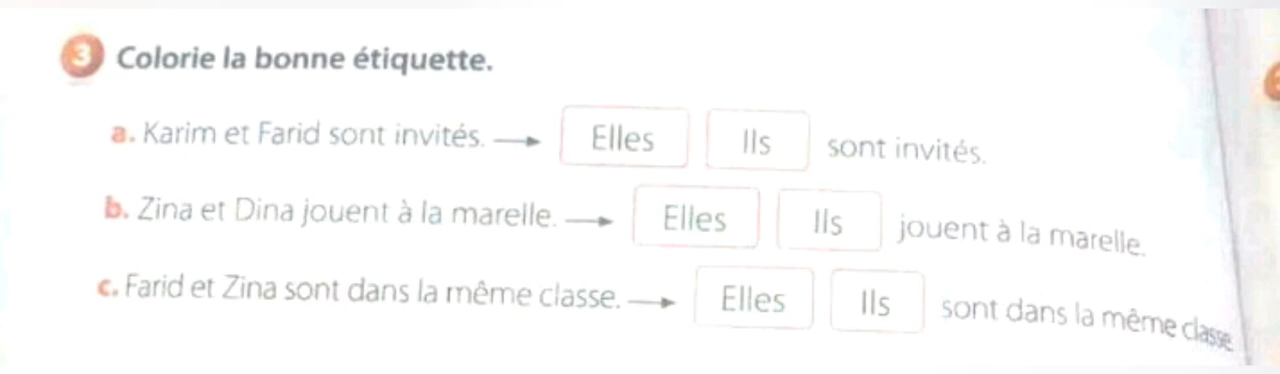 3 Colorie la bonne étiquette.
a. Karim et Farid sont invités. → Elles Ils sont invités.
b. Zina et Dina jouent à la marelle. → Elles Ils jouent à la marelle.
c. Farid et Zina sont dans la même classe. → Elles Ils sont dans la même classe.